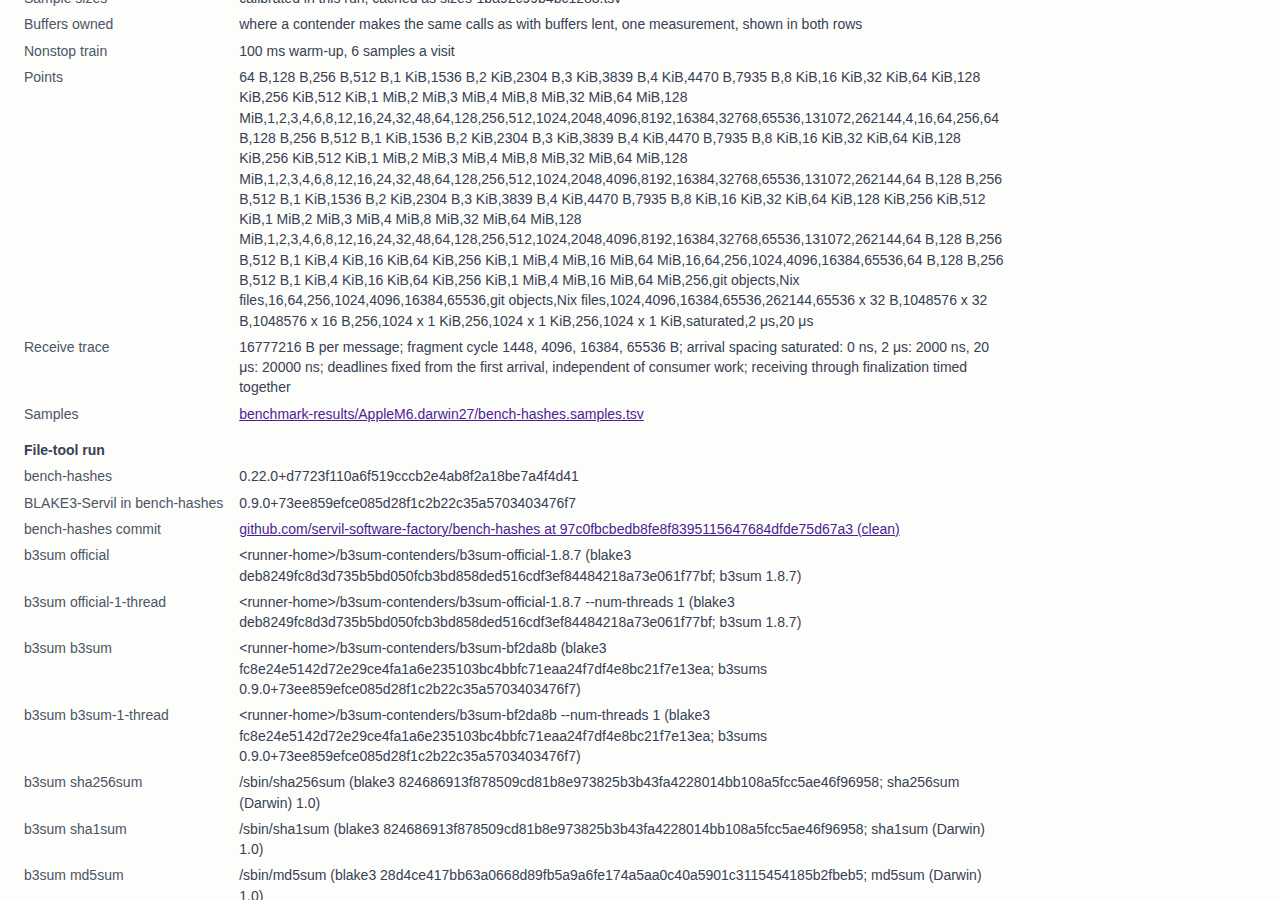 Buffers owned where a contender makes the same calls as with buffers lent, one measurement, shown in both rows
Nonstop train 100 ms warm-up, 6 samples a visit
Points 64 B,128 B,256 B,512 B,1 KiB,1536 B,2 KiB,2304 B,3 KiB,3839 B,4 KiB,4470 B,7935 B,8 KiB,16 KiB,32 KiB,64 KiB,128
KiB,256 KiB,512 KiB,1 MiB,2 MiB,3 MiB,4 MiB,8 MiB,32 MiB,64 MiB,128
MiB,1,2,3,4,6,8,12,16,24,32,48,64,128,256,512,1024,2048,4096,8192,16384,32768,65536,131072,262144,4,16,64,256,64
B,128 B,256 B,512 B,1 KiB,1536 B,2 KiB,2304 B,3 KiB,3839 B,4 KiB,4470 B,7935 B,8 KiB,16 KiB,32 KiB,64 KiB,128
KiB,256 KiB,512 KiB,1 MiB,2 MiB,3 MiB,4 MiB,8 MiB,32 MiB,64 MiB,128
MiB,1,2,3,4,6,8,12,16,24,32,48,64,128,256,512,1024,2048,4096,8192,16384,32768,65536,131072,262144,64 B,128 B,256
B,512 B,1 KiB,1536 B,2 KiB,2304 B,3 KiB,3839 B,4 KiB,4470 B,7935 B,8 KiB,16 KiB,32 KiB,64 KiB,128 KiB,256 KiB,512
KiB,1 MiB,2 MiB,3 MiB,4 MiB,8 MiB,32 MiB,64 MiB,128
MiB,1,2,3,4,6,8,12,16,24,32,48,64,128,256,512,1024,2048,4096,8192,16384,32768,65536,131072,262144,64 B,128 B,256
B,512 B,1 KiB,4 KiB,16 KiB,64 KiB,256 KiB,1 MiB,4 MiB,16 MiB,64 MiB,16,64,256,1024,4096,16384,65536,64 B,128 B,256
B,512 B,1 KiB,4 KiB,16 KiB,64 KiB,256 KiB,1 MiB,4 MiB,16 MiB,64 MiB,256,git objects,Nix
files,16,64,256,1024,4096,16384,65536,git objects,Nix files,1024,4096,16384,65536,262144,65536 x 32 B,1048576 x 32
B,1048576 x 16 B,256,1024 x 1 KiB,256,1024 x 1 KiB,256,1024 x 1 KiB,saturated,2 μs,20 μs
Receive trace 16777216 B per message; fragment cycle 1448, 4096, 16384, 65536 B; arrival spacing saturated: 0 ns, 2 μs: 2000 ns, 20
μs: 20000 ns; deadlines fixed from the first arrival, independent of consumer work; receiving through finalization timed
together
Samples benchmark-results/AppleM6.darwin27/bench-hashes.samples.tsv
File-tool run
bench-hashes 0.22.0+d7723f110a6f519cccb2e4ab8f2a18be7a4f4d41
BLAKE3-Servil in bench-hashes 0.9.0+73ee859efce085d28f1c2b22c35a5703403476f7
bench-hashes commit github.com/servil-software-factory/bench-hashes at 97c0fbcbedb8fe8f8395115647684dfde75d67a3 (clean)
b3sum official <runner-home>/b3sum-contenders/b3sum-official-1.8.7 (blake3
deb8249fc8d3d735b5bd050fcb3bd858ded516cdf3ef84484218a73e061f77bf; b3sum 1.8.7)
b3sum official-1-thread <runner-home>/b3sum-contenders/b3sum-official-1.8.7 --num-threads 1 (blake3
deb8249fc8d3d735b5bd050fcb3bd858ded516cdf3ef84484218a73e061f77bf; b3sum 1.8.7)
b3sum b3sum <runner-home>/b3sum-contenders/b3sum-bf2da8b (blake3
fc8e24e5142d72e29ce4fa1a6e235103bc4bbfc71eaa24f7df4e8bc21f7e13ea; b3sums
0.9.0+73ee859efce085d28f1c2b22c35a5703403476f7)
b3sum b3sum-1-thread <runner-home>/b3sum-contenders/b3sum-bf2da8b --num-threads 1 (blake3
fc8e24e5142d72e29ce4fa1a6e235103bc4bbfc71eaa24f7df4e8bc21f7e13ea; b3sums
0.9.0+73ee859efce085d28f1c2b22c35a5703403476f7)
b3sum sha256sum /sbin/sha256sum (blake3 824686913f878509cd81b8e973825b3b43fa4228014bb108a5fcc5ae46f96958; sha256sum
(Darwin) 1.0)
b3sum sha1sum /sbin/sha1sum (blake3 824686913f878509cd81b8e973825b3b43fa4228014bb108a5fcc5ae46f96958; sha1sum (Darwin)
1.0)
b3sum md5sum /sbin/md5sum (blake3 28d4ce417bb63a0668d89fb5a9a6fe174a5aa0c40a5901c3115454185b2fbeb5; md5sum (Darwin)
1.0)